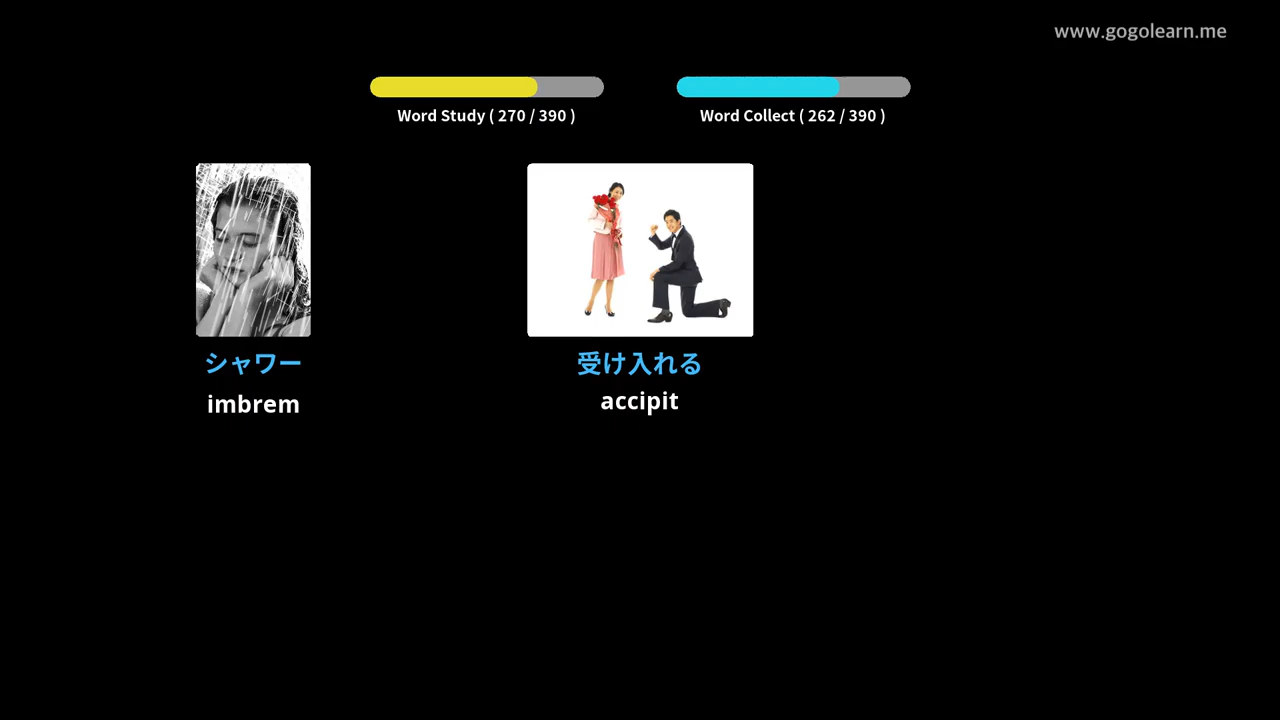 www.gogolearn.me
Word Study ( 270 / 390 )
Word Collect ( 262 / 390 )
シャワー
imbrem
受け入れる
accipit